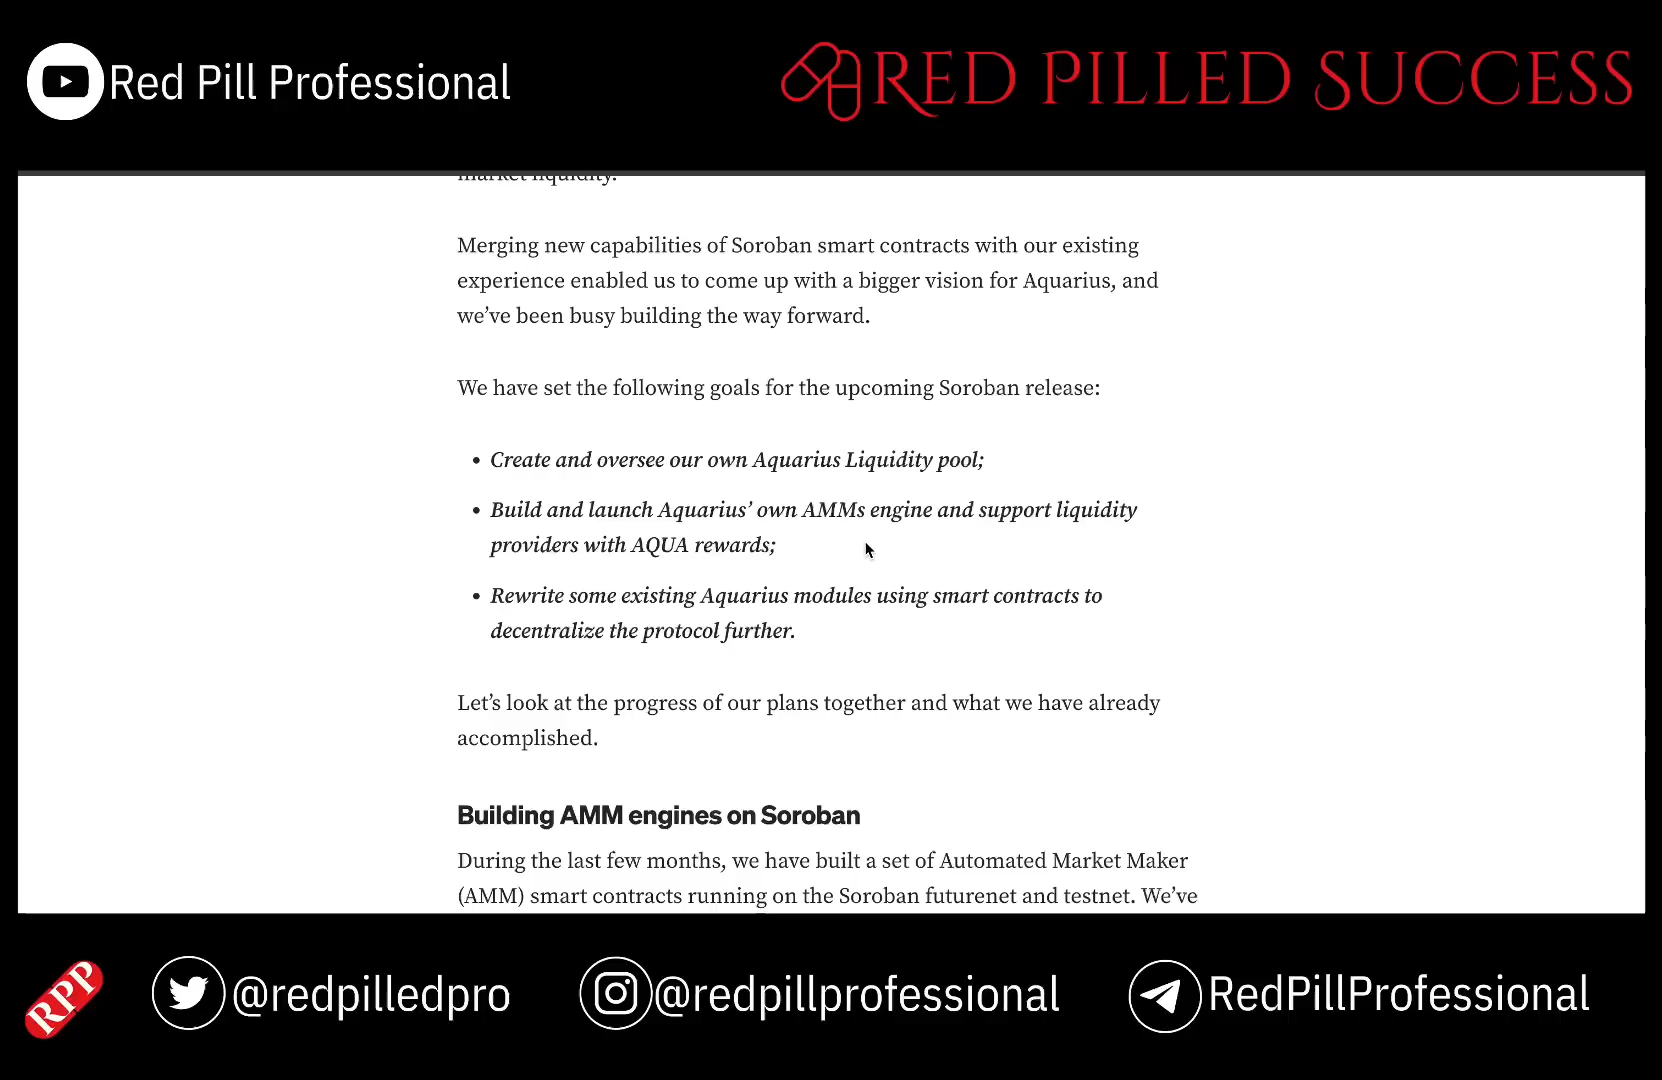 Red Pill Professional
RED PILLED SUCCESS
market liquidity.
Merging new capabilities of Soroban smart contracts with our existing
experience enabled us to come up with a bigger vision for Aquarius, and
we’ve been busy building the way forward.
We have set the following goals for the upcoming Soroban release:
• Create and oversee our own Aquarius Liquidity pool;
• Build and launch Aquarius’ own AMMs engine and support liquidity
providers with AQUA rewards;
• Rewrite some existing Aquarius modules using smart contracts to
decentralize the protocol further.
Let’s look at the progress of our plans together and what we have already
accomplished.
Building AMM engines on Soroban
During the last few months, we have built a set of Automated Market Maker
(AMM) smart contracts running on the Soroban futurenet and testnet. We’ve
RPP
@redpilledpro
@redpillprofessional
RedPillProfessional